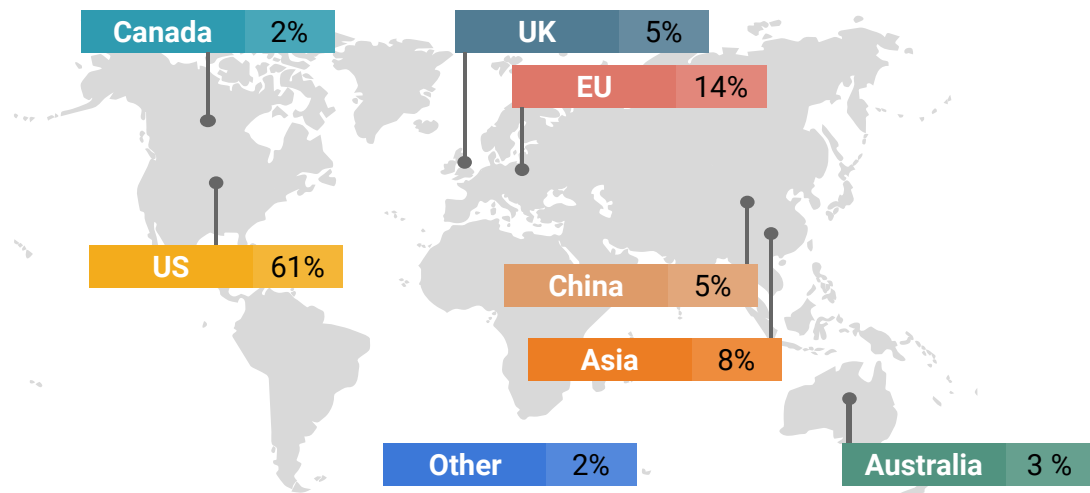 Canada 2%
UK 5%
EU 14%
US 61%
China 5%
Asia 8%
Other 2%
Australia 3 %